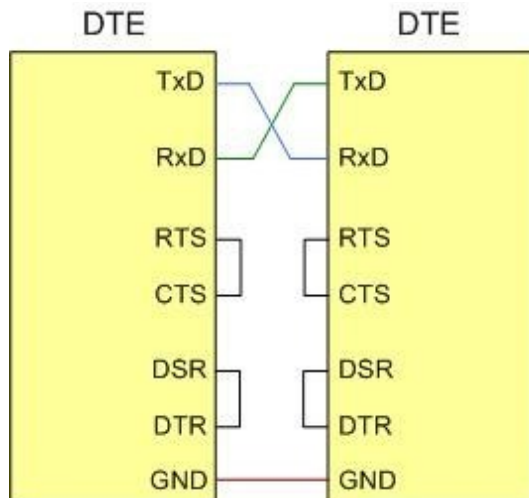 DTE DTE
TxD TxD
RxD RxD
RTS RTS
CTS CTS
DSR DSR
DTR DTR
GND GND